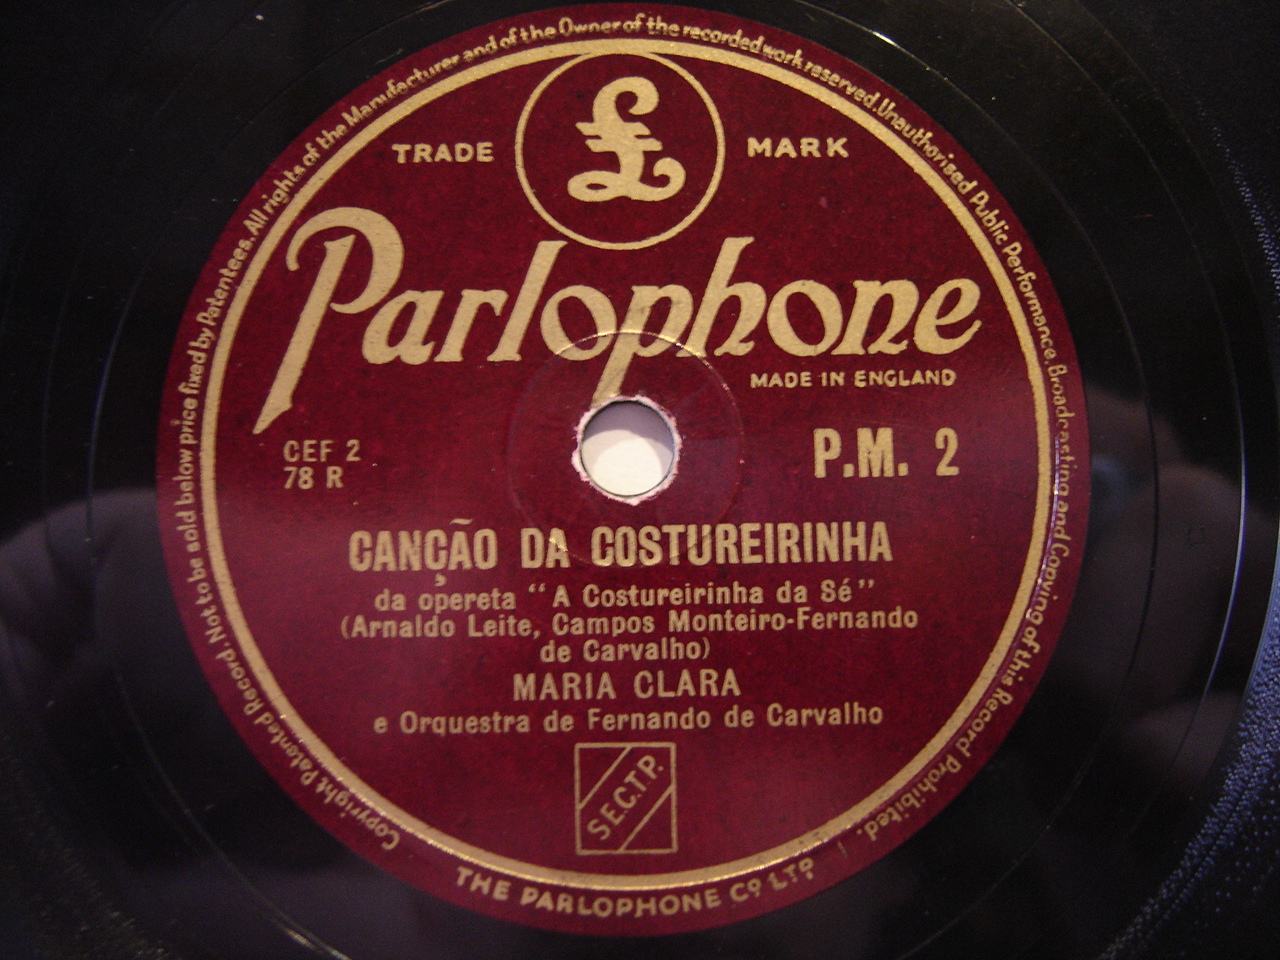 Copyright Patented Record. Not to be sold below price fixed by Patentees. All rights of the Manufacturer and of the Owner of the recorded work reserved. Unauthorised Public Performance, Broadcasting and Copying of this Record Prohibited.
£
TRADE MARK
Parlophone
MADE IN ENGLAND
CEF 2
78 R
P.M. 2
CANÇÃO DA COSTUREIRINHA
da opereta “A Costureirinha da Sé”
(Arnaldo Leite, Campos Monteiro-Fernando
de Carvalho)
MARIA CLARA
e Orquestra de Fernando de Carvalho
S.E.C.T.P.
THE PARLOPHONE Co. LTD